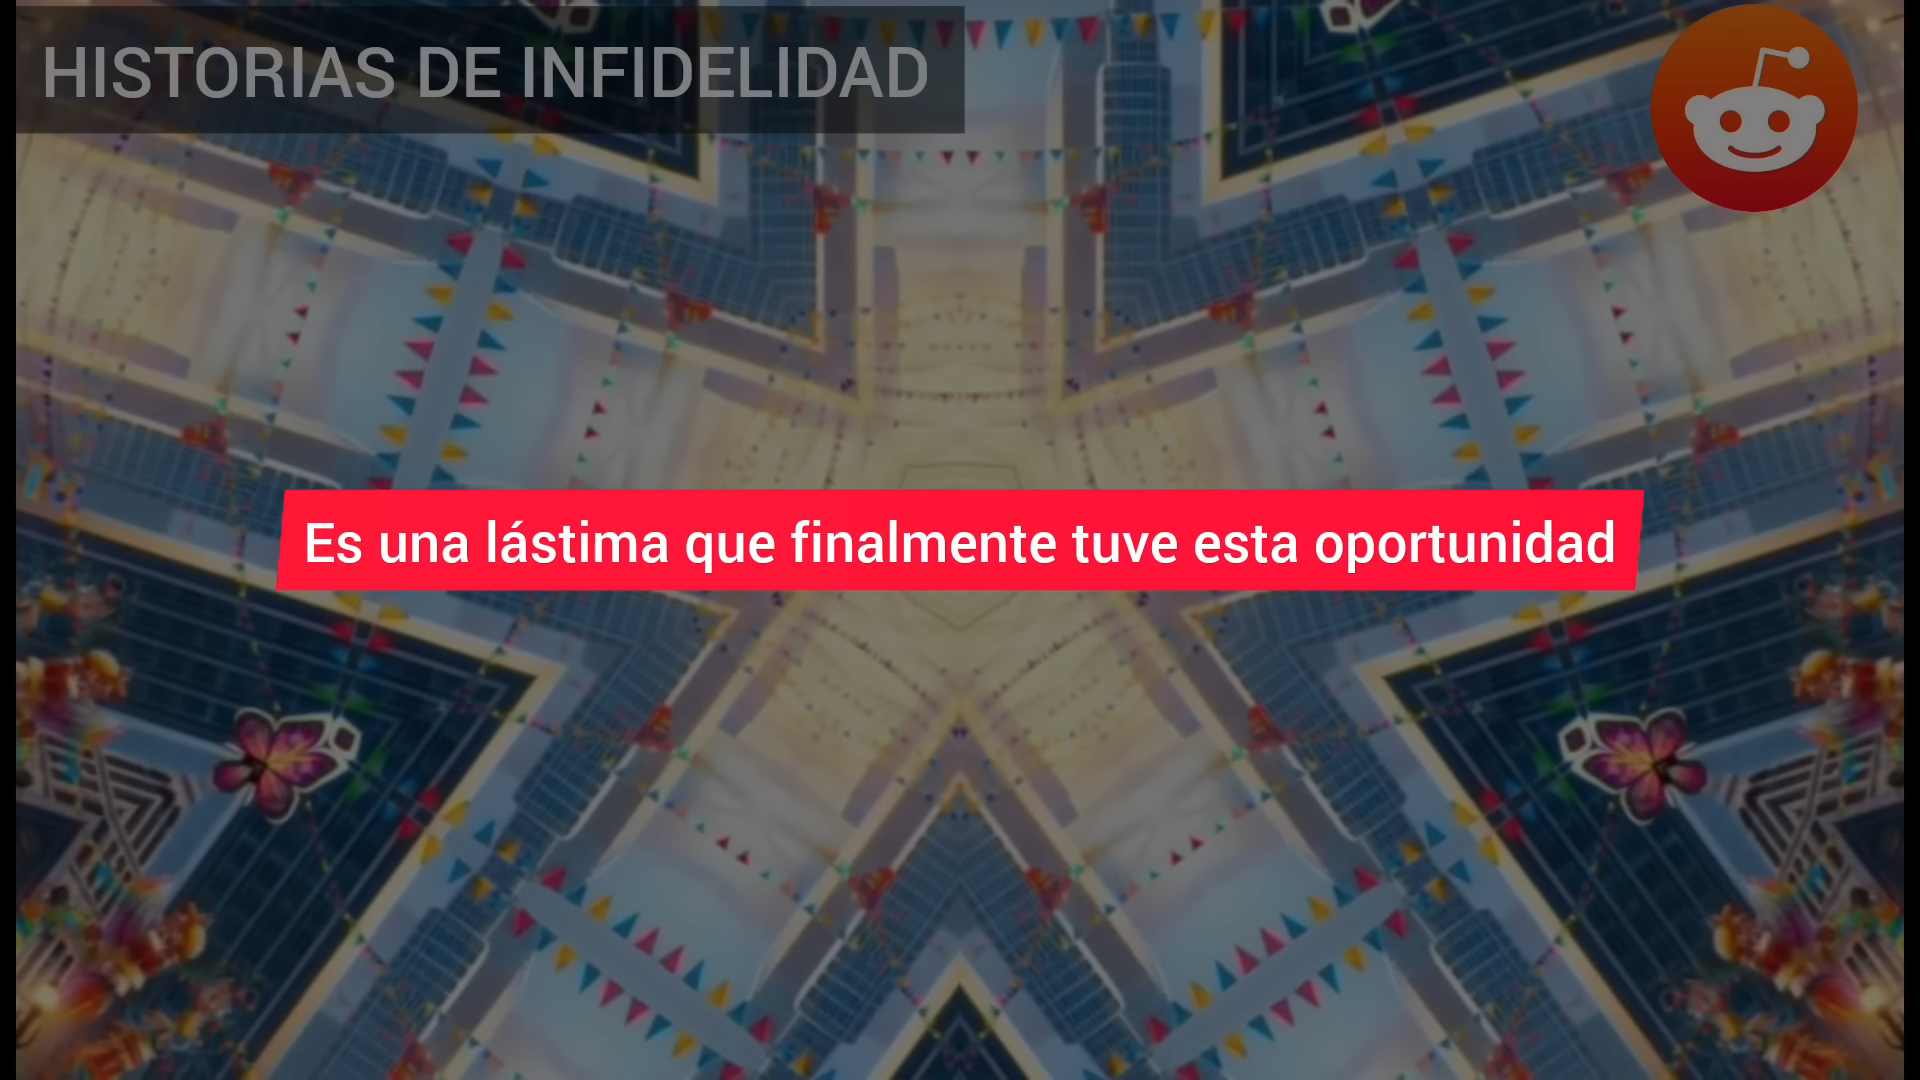 HISTORIAS DE INFIDELIDAD
Es una lástima que finalmente tuve esta oportunidad